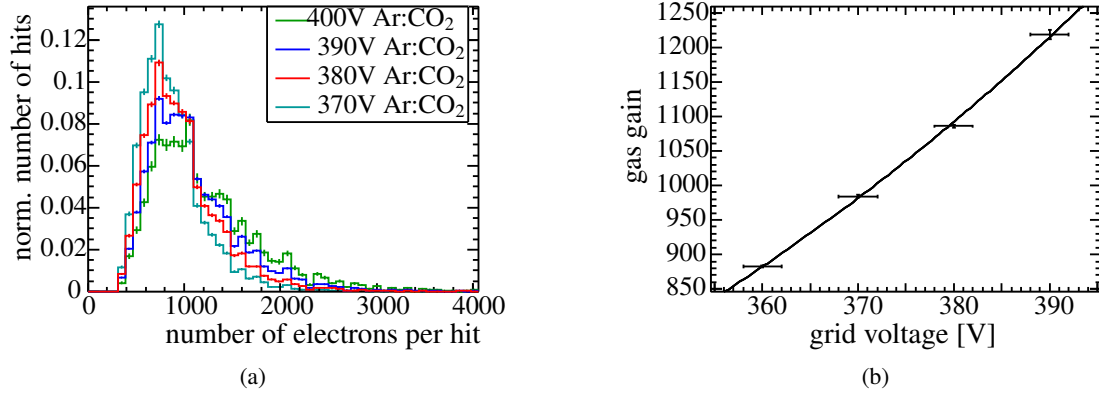 400V Ar:CO₂
390V Ar:CO₂
380V Ar:CO₂
370V Ar:CO₂
norm. number of hits
0.12
0.1
0.08
0.06
0.04
0.02
0
0 1000 2000 3000 4000
number of electrons per hit
(a)
gas gain
1250
1200
1150
1100
1050
1000
950
900
850
360 370 380 390
grid voltage [V]
(b)